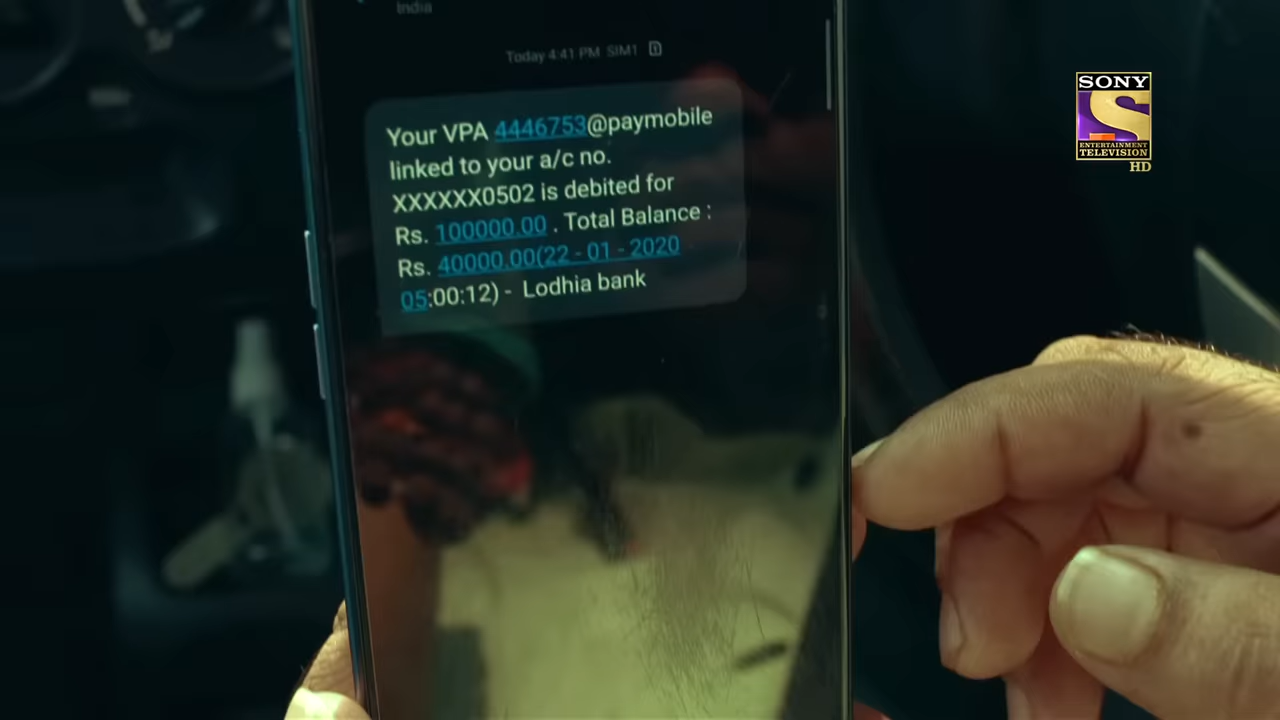 India
Today 4:41 PM SIM1
Your VPA 4446753@paymobile
linked to your a/c no.
XXXXXX0502 is debited for
Rs. 100000.00 . Total Balance :
Rs. 40000.00(22 - 01 - 2020
05:00:12) - Lodhia bank
SONY
ENTERTAINMENT
TELEVISION
HD